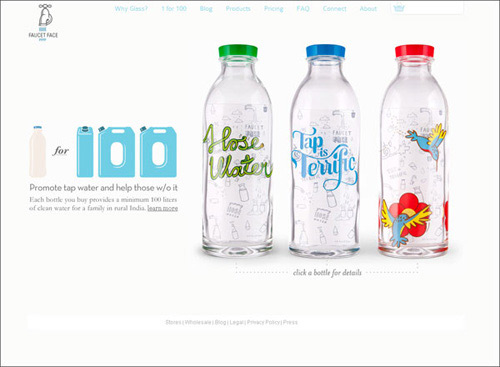 Why Glass?
1 for 100
Blog
Products
Pricing
FAQ
Connect
About
FAUCET FACE
for 100
Promote tap water and help those w/o it
Each bottle you buy provides a minimum 100 liters
of clean water for a family in rural India. learn more
Hose
Water
FAUCET
FACE
Tap
is
Terrific
click a bottle for details
Stores | Wholesale | Blog | Legal | Privacy Policy | Press